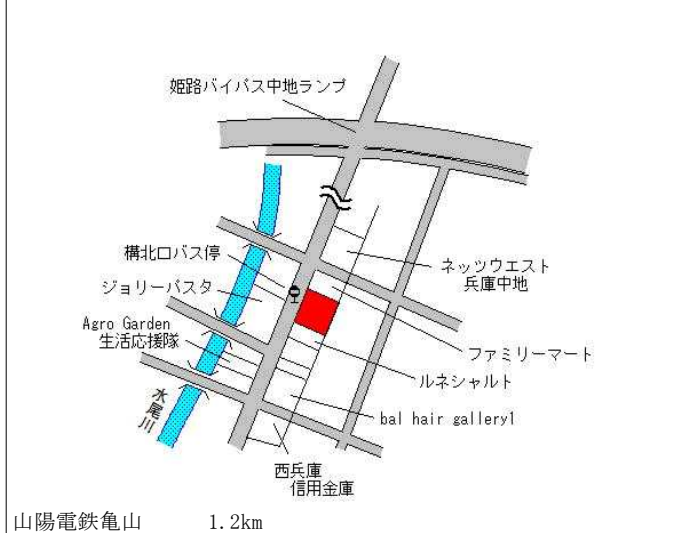 姫路バイパス中地ランプ
構北口バス停
ネッツウエスト
兵庫中地
ジョリーパスタ
Agro Garden
生活応援隊
ファミリーマート
ルネシャルト
水尾川
bal hair gallery1
西兵庫
信用金庫
山陽電鉄亀山 1.2km